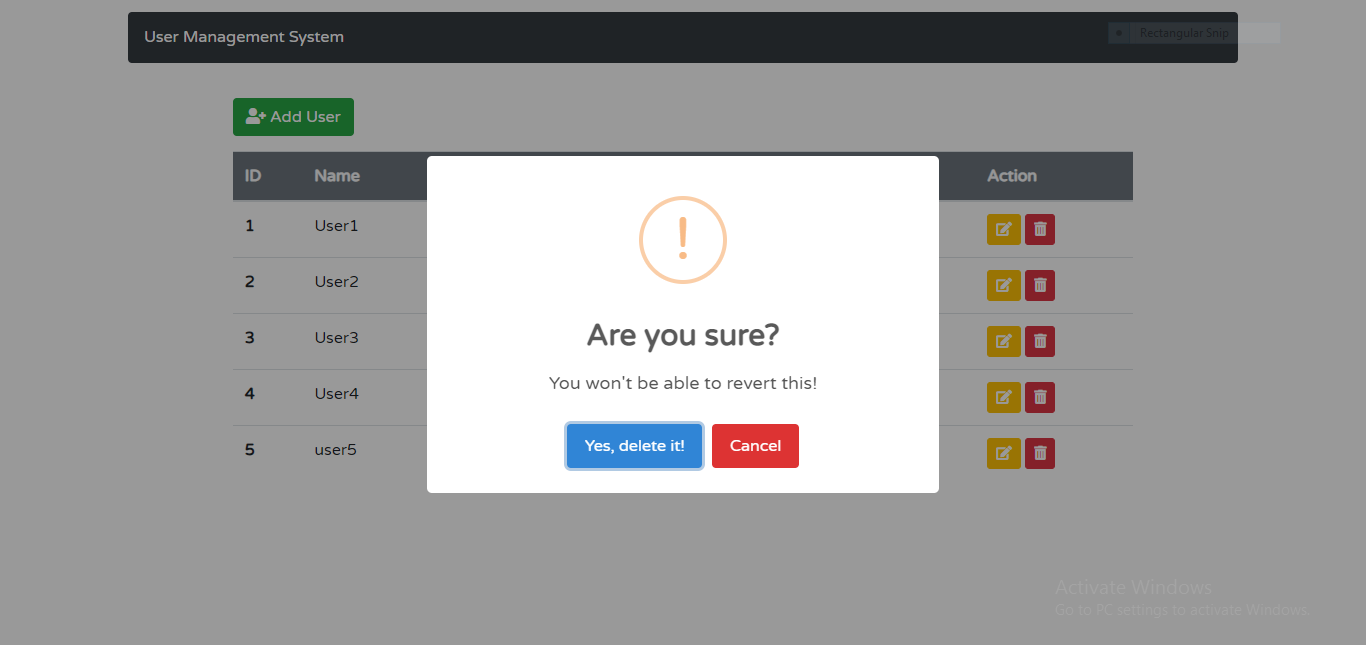 User Management System
Rectangular Snip
Add User
ID Name Action
1 User1
2 User2
3 User3
4 User4
5 user5
!
Are you sure?
You won't be able to revert this!
Yes, delete it! Cancel
Activate Windows
Go to PC settings to activate Windows.